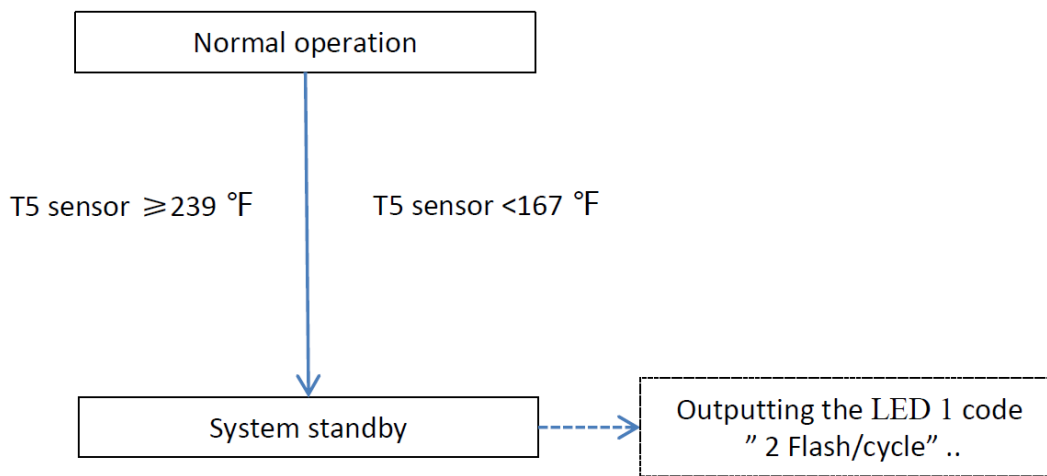 Normal operation
T5 sensor ≥239 °F
T5 sensor <167 °F
System standby
Outputting the LED 1 code
” 2 Flash/cycle” ..